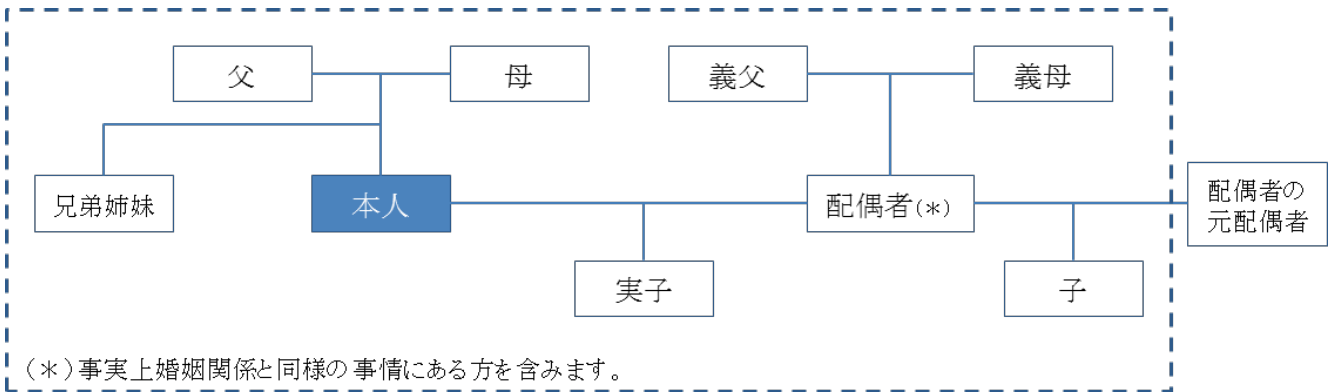 父
母
義父
義母
兄弟姉妹
本人
配偶者(*)
配偶者の
元配偶者
実子
子
(*)事実上婚姻関係と同様の事情にある方を含みます。